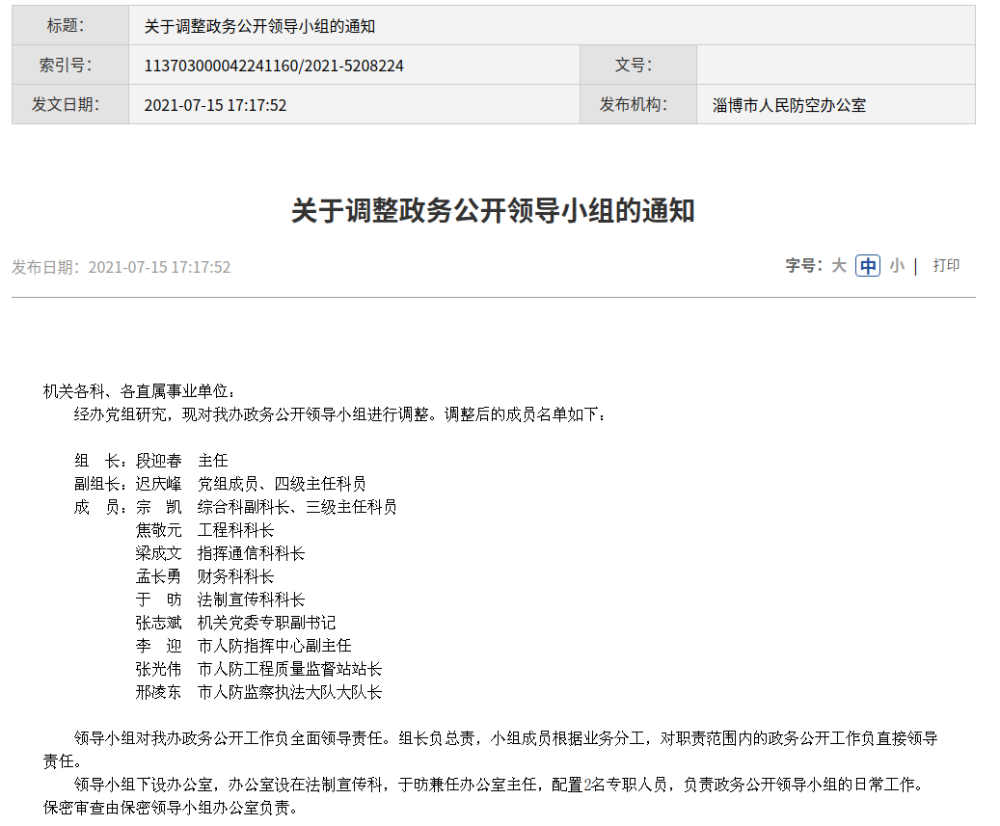 标题： 关于调整政务公开领导小组的通知
索引号： 113703000042241160/2021-5208224 文号：
发文日期： 2021-07-15 17:17:52 发布机构： 淄博市人民防空办公室
关于调整政务公开领导小组的通知
发布日期：2021-07-15 17:17:52 字号：大 中 小 | 打印
机关各科、各直属事业单位：
经办党组研究，现对我办政务公开领导小组进行调整。调整后的成员名单如下：
组　长：段迎春　主任
副组长：迟庆峰　党组成员、四级主任科员
成　员：宗　凯　综合科副科长、三级主任科员
焦敬元　工程科科长
梁成文　指挥通信科科长
孟长勇　财务科科长
于　昉　法制宣传科科长
张志斌　机关党委专职副书记
李　迎　市人防指挥中心副主任
张光伟　市人防工程质量监督站站长
邢凌东　市人防监察执法大队大队长
领导小组对我办政务公开工作负全面领导责任。组长负总责，小组成员根据业务分工，对职责范围内的政务公开工作负直接领导
责任。
领导小组下设办公室，办公室设在法制宣传科，于昉兼任办公室主任，配置2名专职人员，负责政务公开领导小组的日常工作。
保密审查由保密领导小组办公室负责。